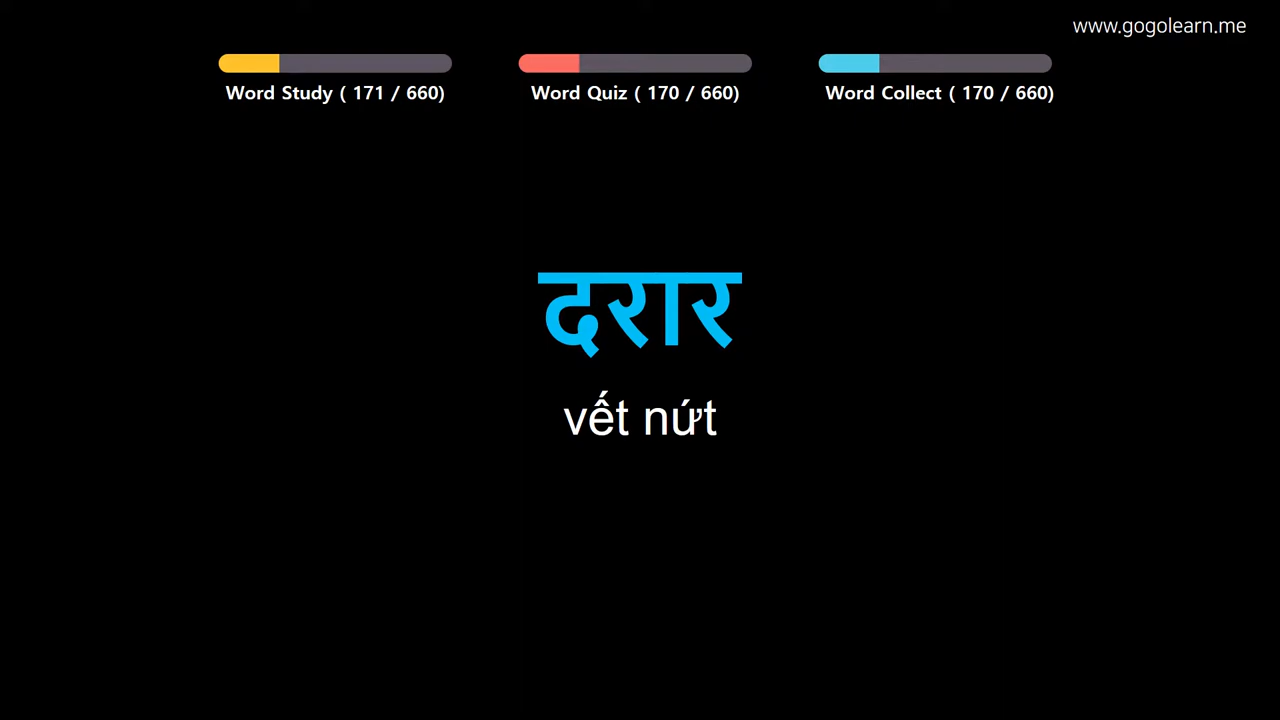 www.gogolearn.me
Word Study ( 171 / 660)
Word Quiz ( 170 / 660)
Word Collect ( 170 / 660)
दरार
vết nứt